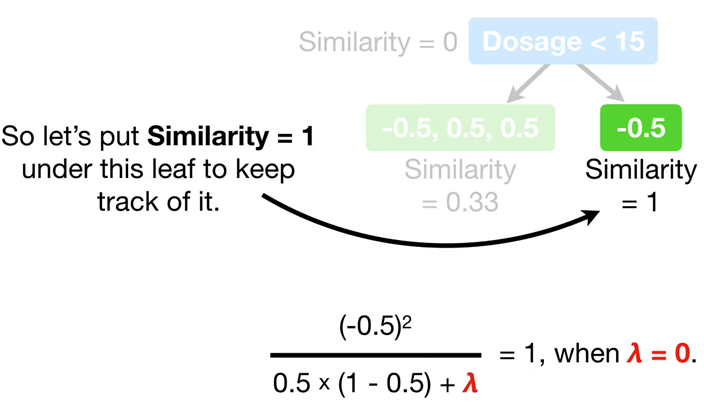 Similarity = 0 Dosage < 15
-0.5, 0.5, 0.5 -0.5
So let's put Similarity = 1
under this leaf to keep
track of it.
Similarity
= 0.33
Similarity
= 1
(-0.5)²
0.5 × (1 - 0.5) + λ
= 1, when λ = 0.